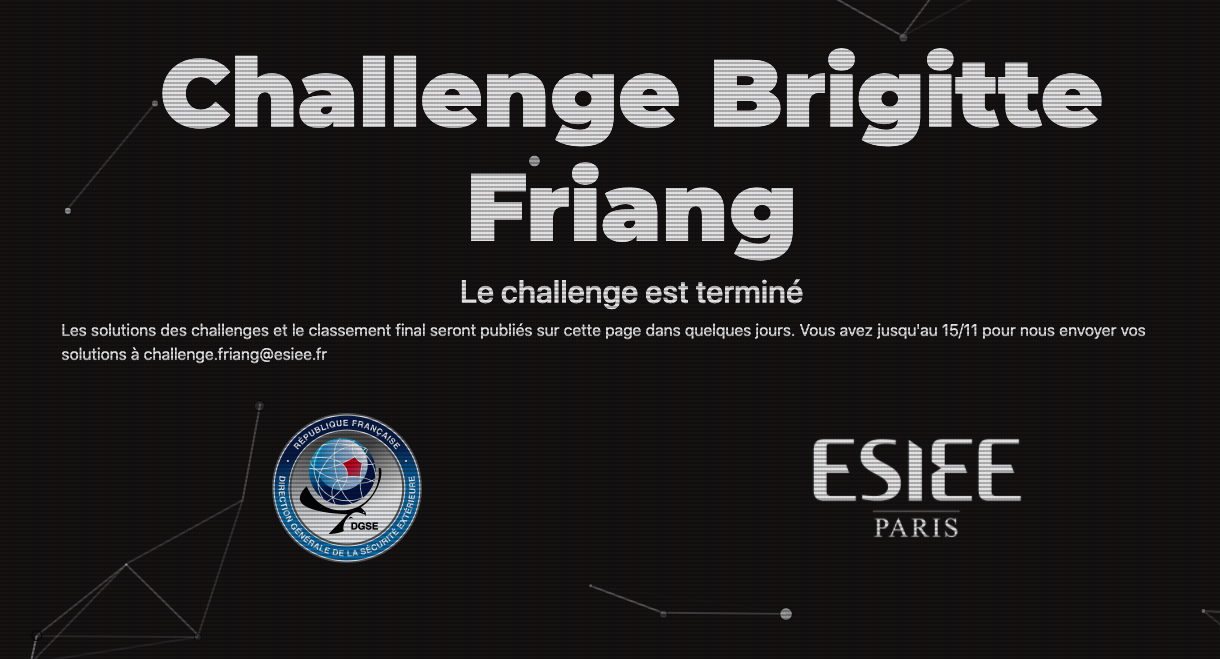 Challenge Brigitte
Friang
Le challenge est terminé
Les solutions des challenges et le classement final seront publiés sur cette page dans quelques jours. Vous avez jusqu'au 15/11 pour nous envoyer vos
solutions à challenge.friang@esiee.fr
RÉPUBLIQUE FRANÇAISE
DGSE
DIRECTION GÉNÉRALE DE LA SÉCURITÉ EXTÉRIEURE
ESIEE
PARIS